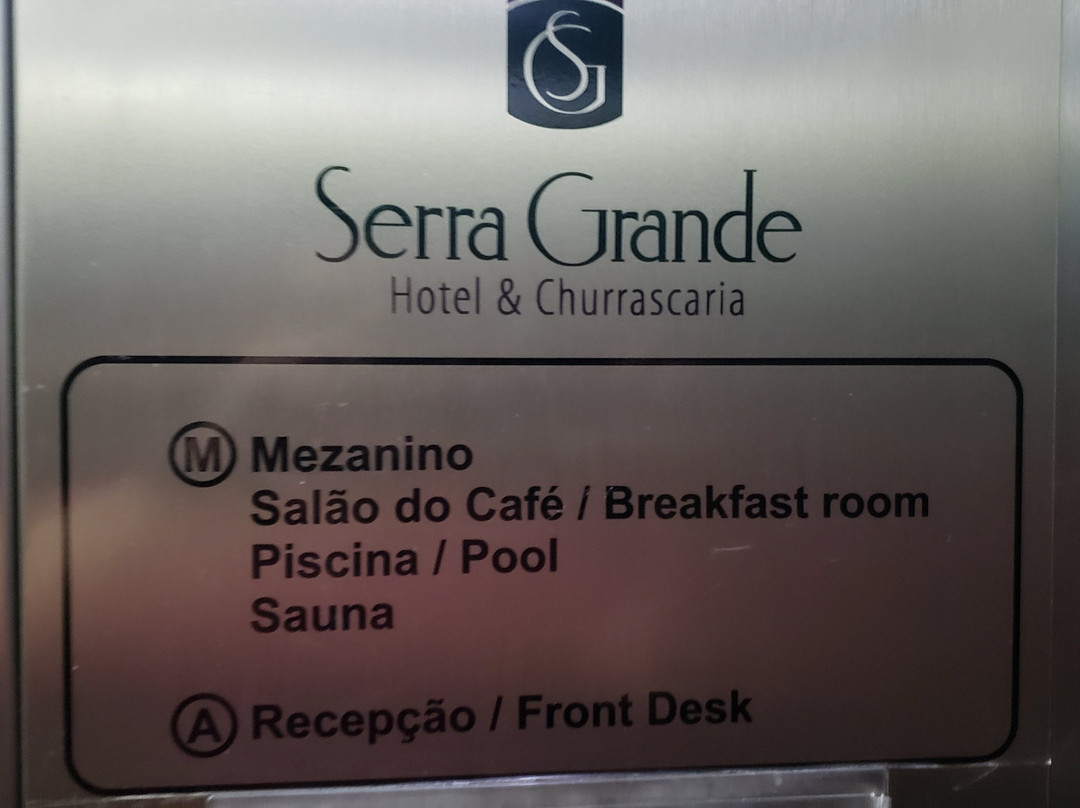 SG
Serra Grande
Hotel & Churrascaria
M Mezanino
Salão do Café / Breakfast room
Piscina / Pool
Sauna
A Recepção / Front Desk